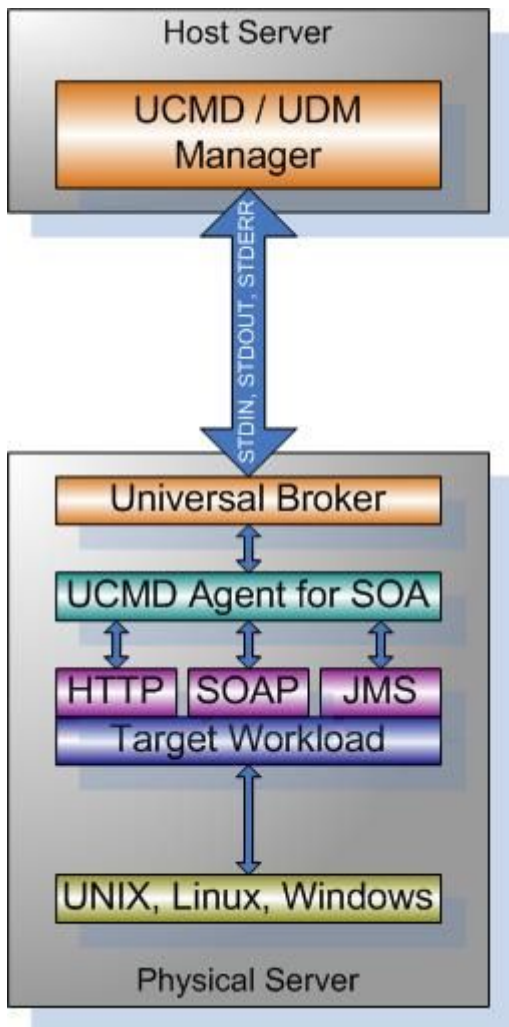 Host Server
UCMD / UDM
Manager
STDIN, STDOUT, STDERR
Universal Broker
UCMD Agent for SOA
HTTP SOAP JMS
Target Workload
UNIX, Linux, Windows
Physical Server